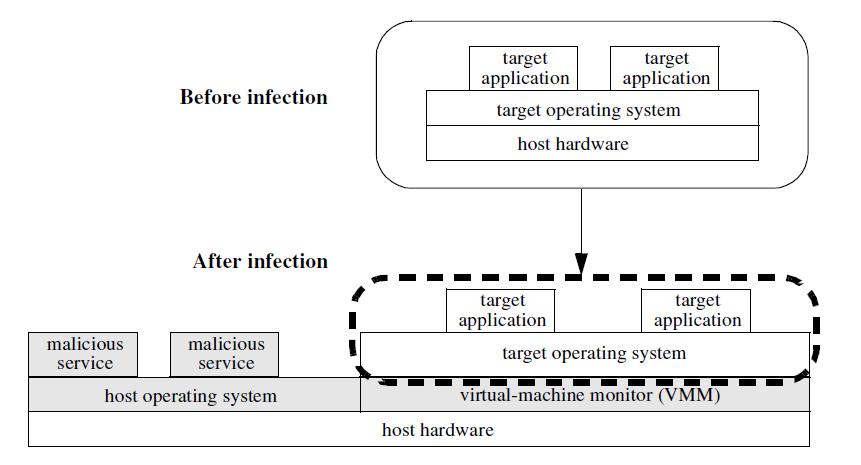 target
application
target
application
Before infection
target operating system
host hardware
After infection
target
application
target
application
malicious
service
malicious
service
target operating system
host operating system
virtual-machine monitor (VMM)
host hardware